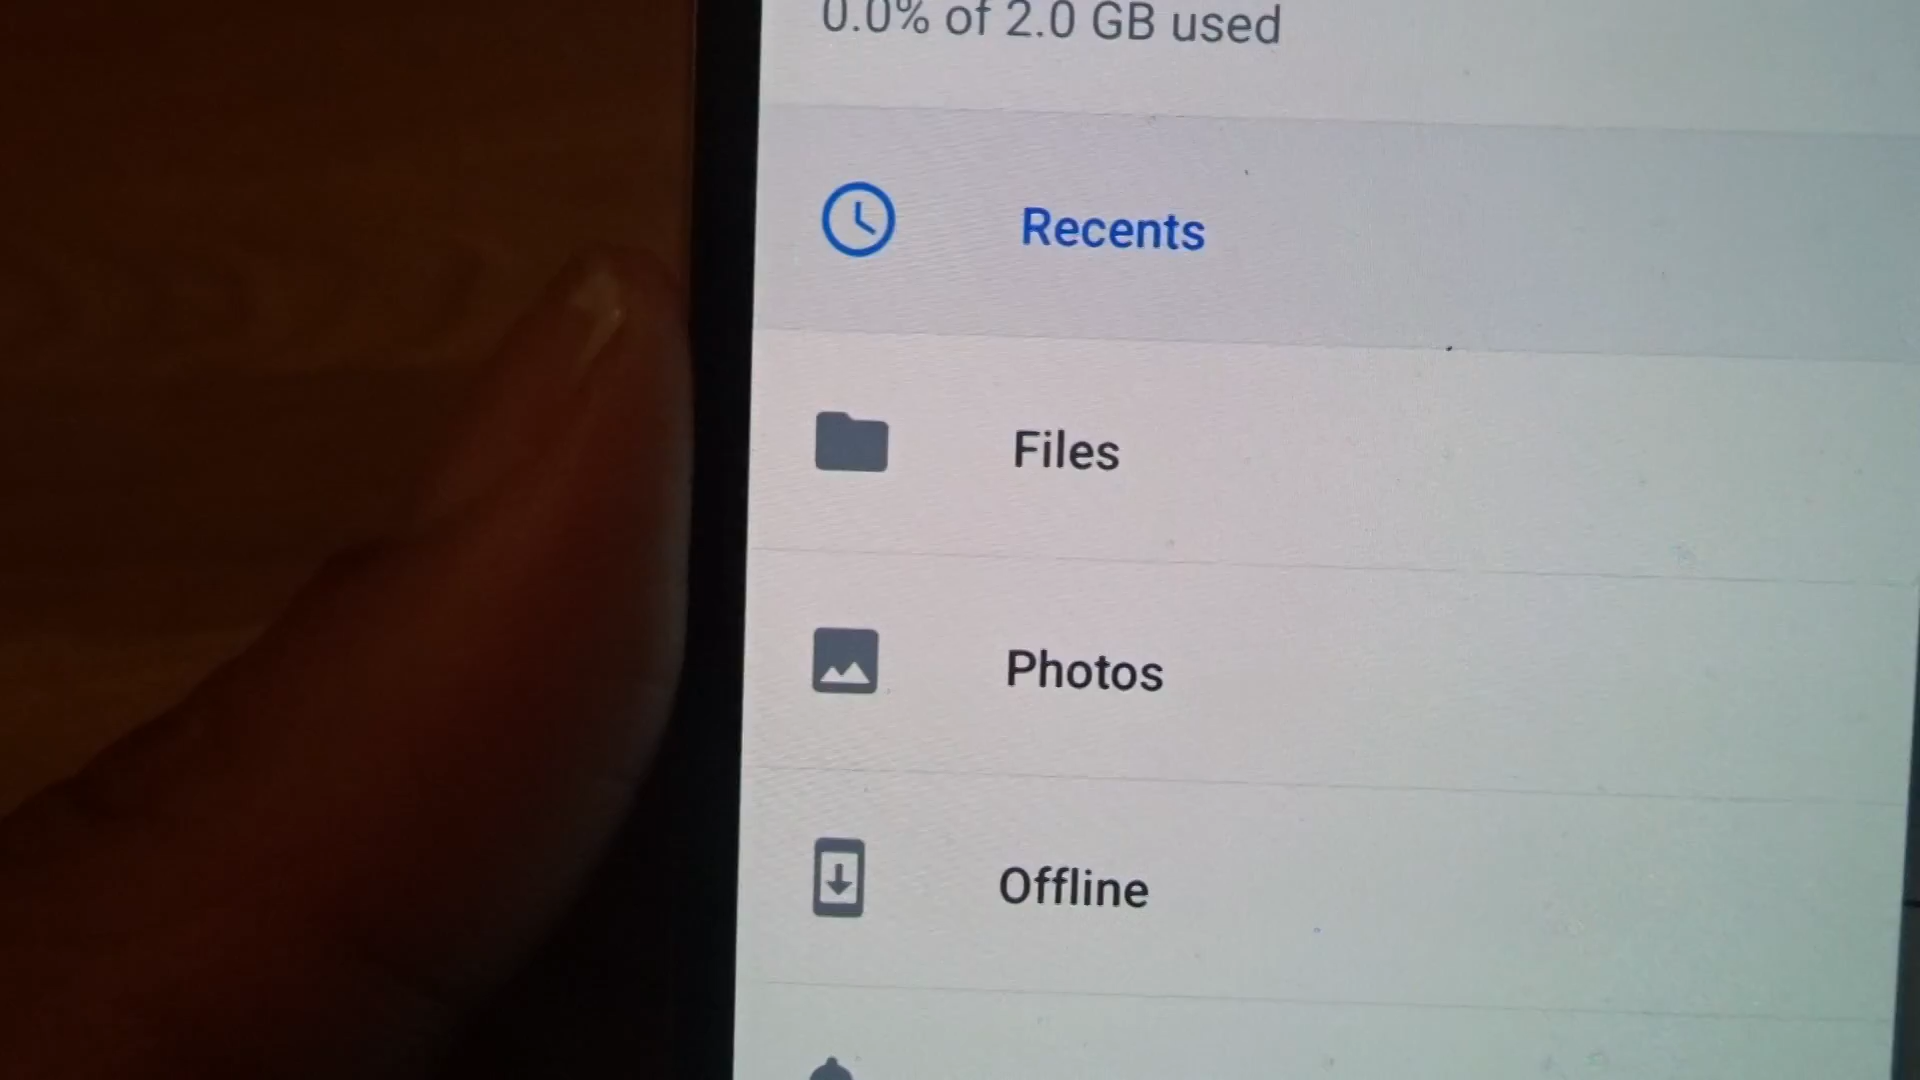 0.0% of 2.0 GB used
Recents
Files
Photos
Offline